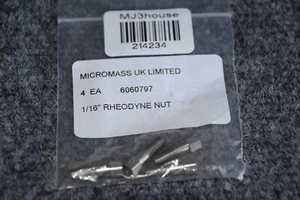 MJ3house
214234
MICROMASS UK LIMITED
4 EA 6060797
1/16" RHEODYNE NUT